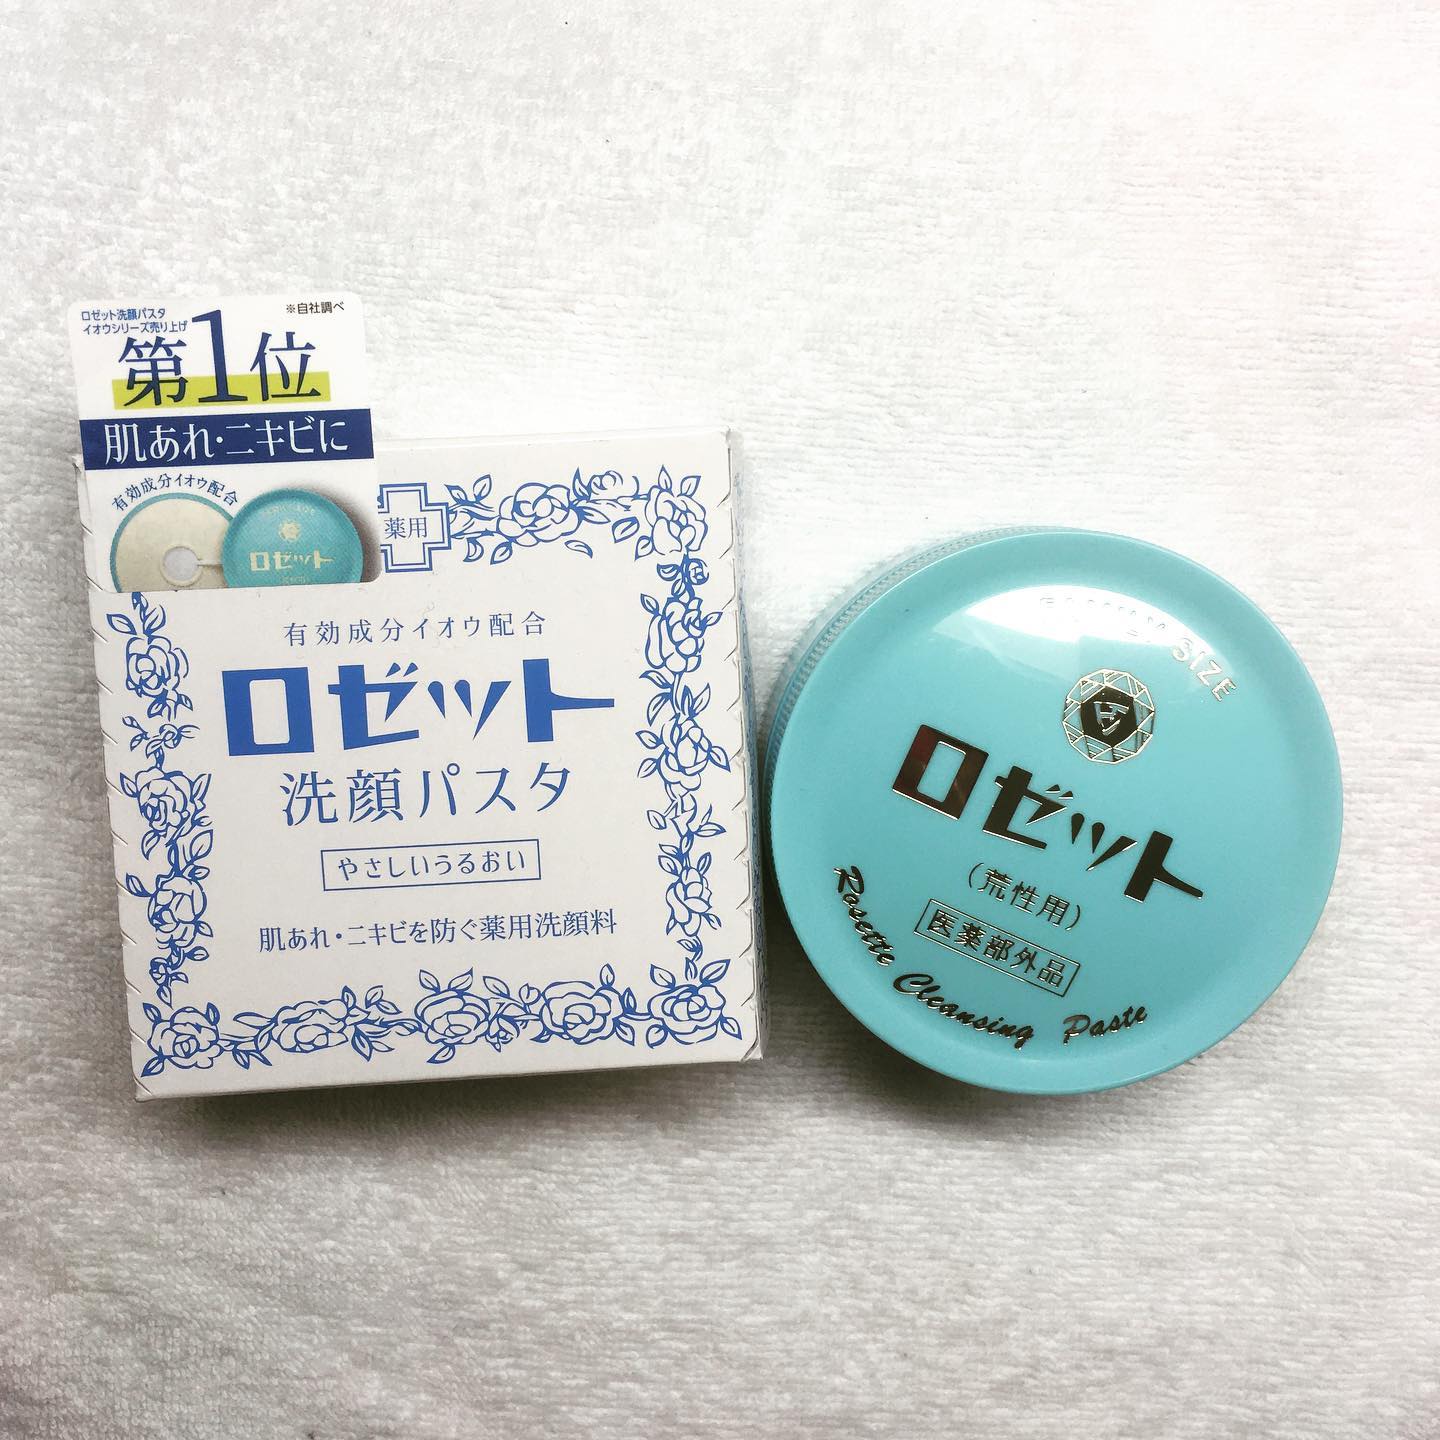 ロゼット洗顔パスタ
イオウシリーズ売り上げ
※自社調べ
第1位
肌あれ・ニキビに
有効成分イオウ配合
ロゼット
薬用
有効成分イオウ配合
ロゼット
洗顔パスタ
やさしいうるおい
肌あれ・ニキビを防ぐ薬用洗顔料
SIZE
ロゼット
(荒性用)
医薬部外品
Rosette Cleansing Paste